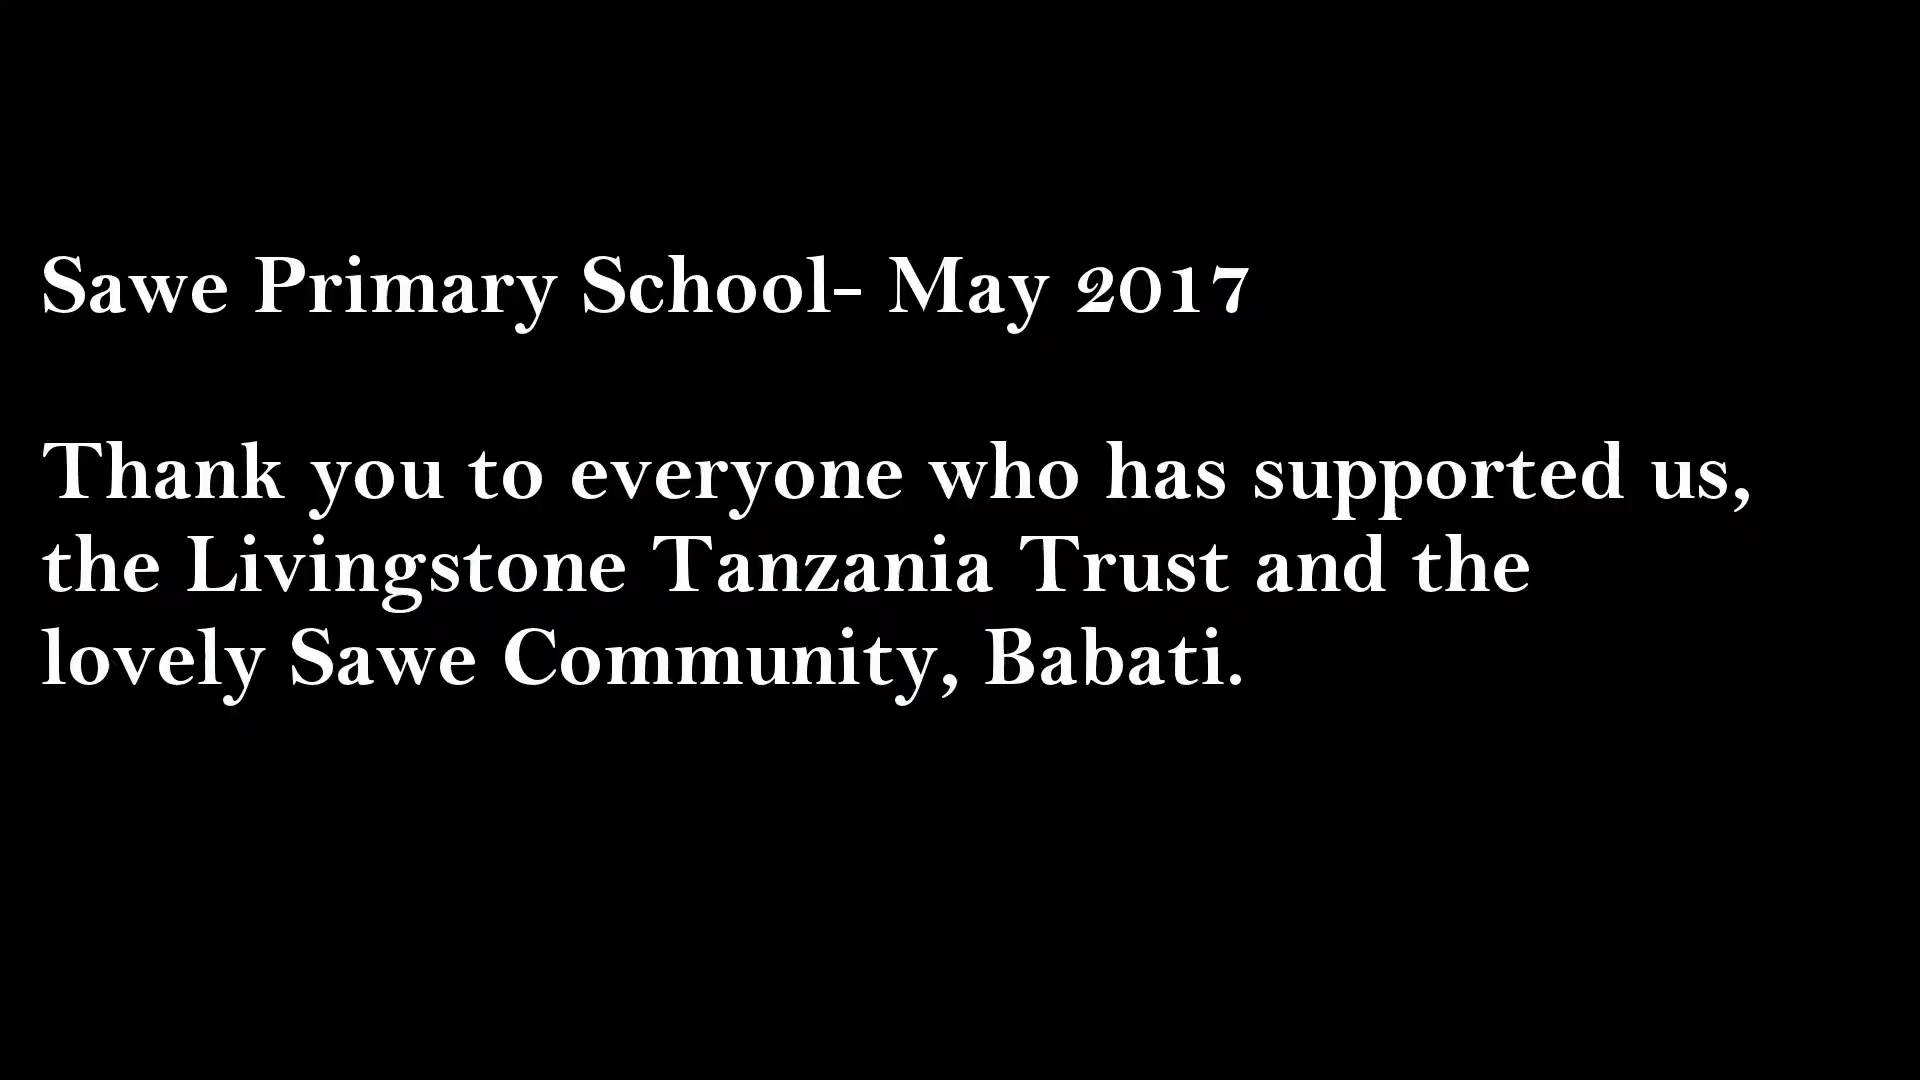 Sawe Primary School- May 2017
Thank you to everyone who has supported us,
the Livingstone Tanzania Trust and the
lovely Sawe Community, Babati.